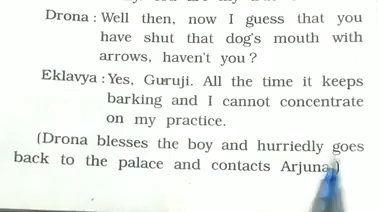 Drona : Well then, now I guess that you
have shut that dog's mouth with
arrows, haven't you ?
Eklavya : Yes, Guruji. All the time it keeps
barking and I cannot concentrate
on my practice.
(Drona blesses the boy and hurriedly goes
back to the palace and contacts Arjuna.)